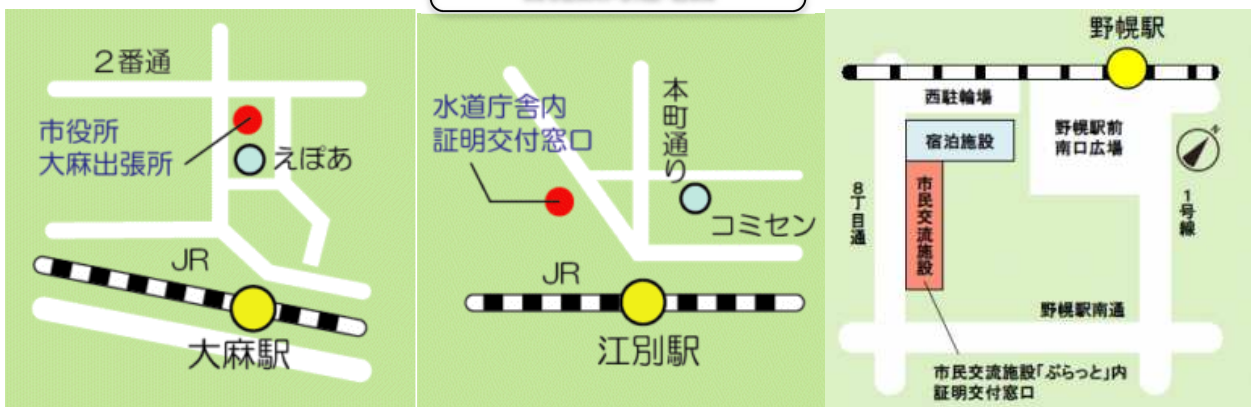 2番通
市役所
大麻出張所
えぽあ
JR
大麻駅
水道庁舎内
証明交付窓口
本町通り
コミセン
JR
江別駅
野幌駅
西駐輪場
宿泊施設
野幌駅前
南口広場
8丁目通
市民交流施設
1号線
野幌駅南通
市民交流施設「ぷらっと」内
証明交付窓口